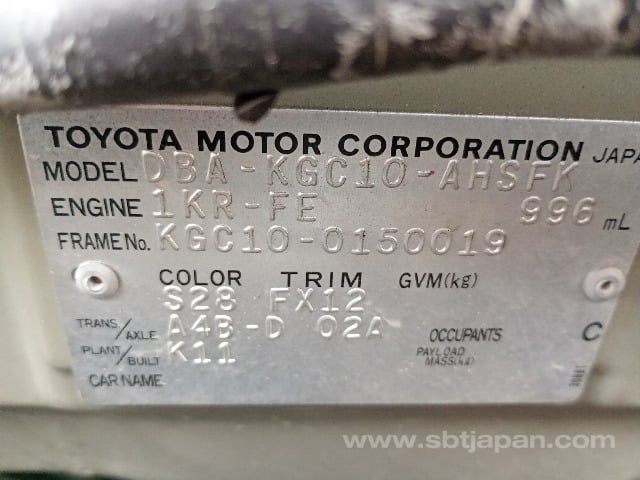 TOYOTA MOTOR CORPORATION JAPA
MODEL DBA-KGC10-AHSFK
ENGINE 1KR-FE 996 mL
FRAME No. KGC10-0150019
COLOR TRIM GVM(kg)
S28 FX12
TRANS./AXLE A4B-D 02A OCCUPANTS C
PLANT/BUILT K11 PAYLOAD MASS(kg)
CAR NAME
www.sbtjapan.com